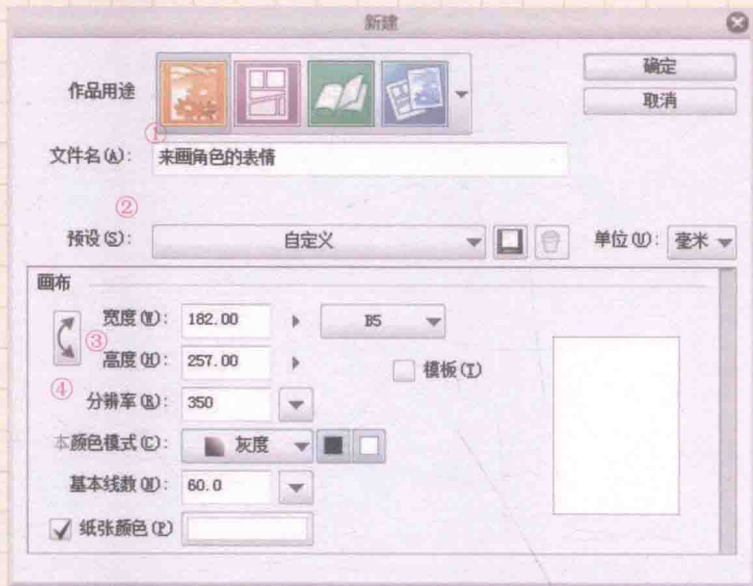 新建
作品用途
确定
取消
①
文件名(A): 来画角色的表情
②
预设(S): 自定义 单位(U): 毫米
画布
宽度(W): 182.00 B5
③
高度(H): 257.00 模板(T)
④
分辨率(R): 350
本颜色模式(C): 灰度
基本线数(N): 60.0
纸张颜色(P)